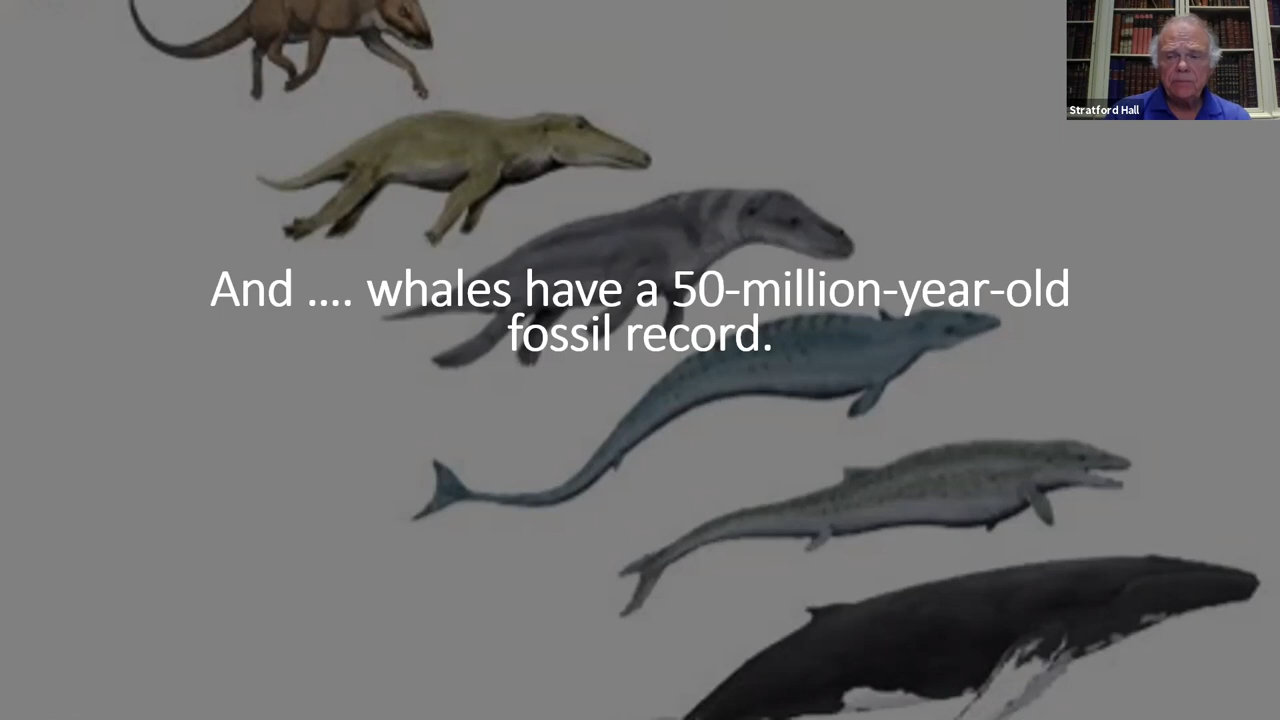 Stratford Hall
And .... whales have a 50-million-year-old
fossil record.